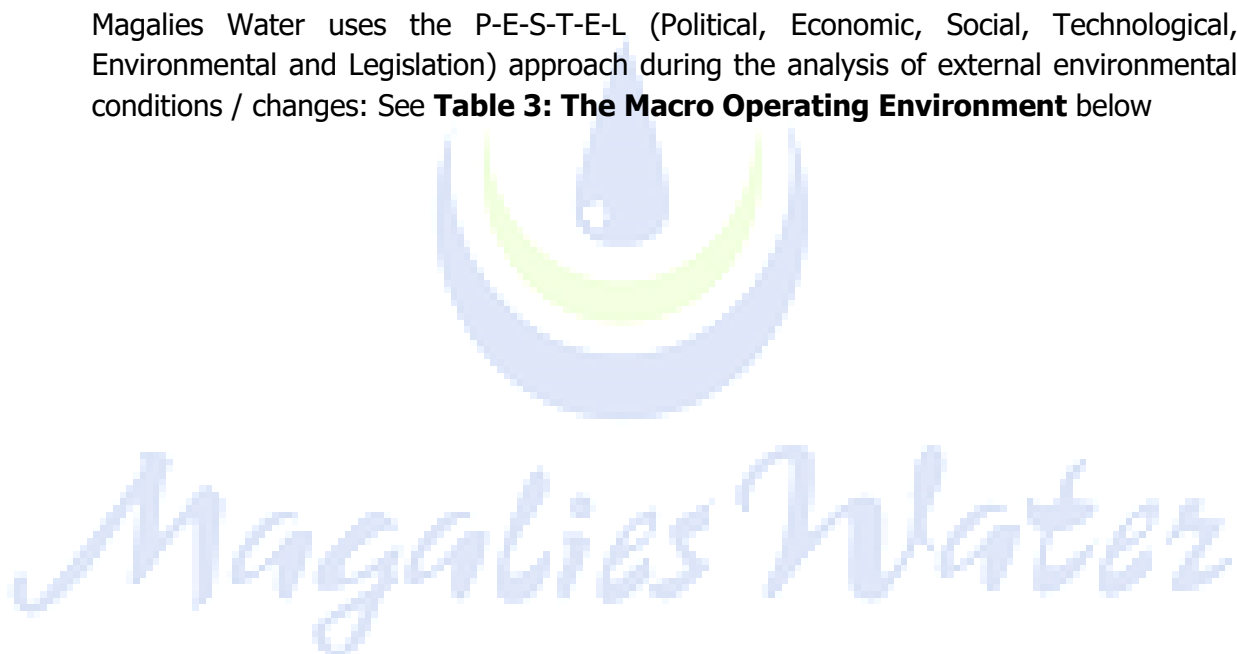 Magalies Water uses the P-E-S-T-E-L (Political, Economic, Social, Technological,
Environmental and Legislation) approach during the analysis of external environmental
conditions / changes: See Table 3: The Macro Operating Environment below
Magalies Water